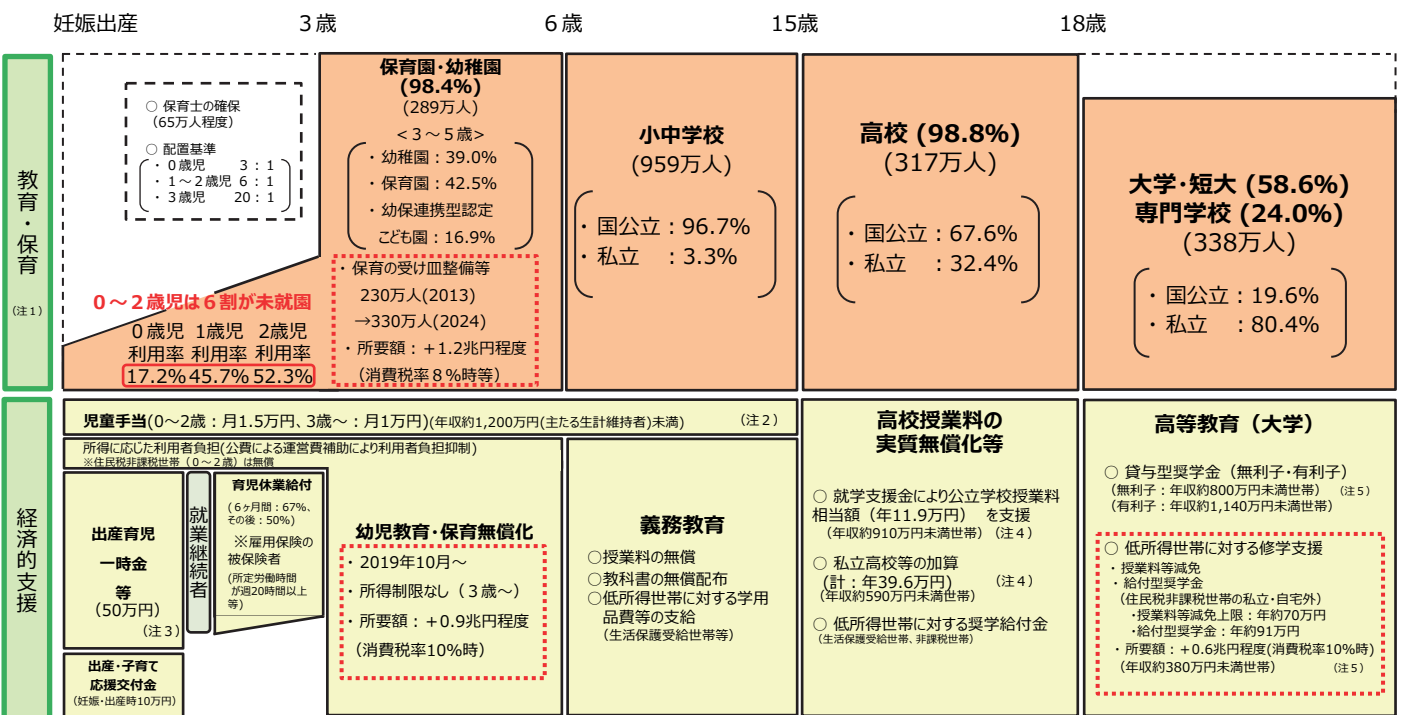 妊娠出産
3歳
6歳
15歳
18歳
教育・保育
(注1)
○ 保育士の確保
(65万人程度)
○ 配置基準
・ 0歳児 3:1
・ 1~2歳児 6:1
・ 3歳児 20:1
0~2歳児は6割が未就園
0歳児 1歳児 2歳児
利用率 利用率 利用率
17.2% 45.7% 52.3%
保育園・幼稚園
(98.4%)
(289万人)
<3~5歳>
・ 幼稚園:39.0%
・ 保育園:42.5%
・ 幼保連携型認定
こども園:16.9%
・ 保育の受け皿整備等
230万人(2013)
→330万人(2024)
・ 所要額:+1.2兆円程度
(消費税率8%時等)
小中学校
(959万人)
・ 国公立:96.7%
・ 私立 :3.3%
高校 (98.8%)
(317万人)
・ 国公立:67.6%
・ 私立 :32.4%
大学・短大 (58.6%)
専門学校 (24.0%)
(338万人)
・ 国公立:19.6%
・ 私立 :80.4%
経済的支援
児童手当(0~2歳:月1.5万円、3歳~:月1万円)(年収約1,200万円(主たる生計維持者)未満) (注2)
所得に応じた利用者負担(公費による運営費補助により利用者負担抑制)
※住民税非課税世帯(0~2歳)は無償
出産育児
一時金
等
(50万円)
(注3)
出産・子育て
応援交付金
(妊娠・出産時10万円)
就業継続者
育児休業給付
(6ヶ月間:67%、
その後:50%)
※雇用保険の
被保険者
(所定労働時間
が週20時間以上
等)
幼児教育・保育無償化
・ 2019年10月~
・ 所得制限なし(3歳~)
・ 所要額:+0.9兆円程度
(消費税率10%時)
義務教育
○授業料の無償
○教科書の無償配布
○低所得世帯に対する学用
品費等の支給
(生活保護受給世帯等)
高校授業料の
実質無償化等
○ 就学支援金により公立学校授業料
相当額(年11.9万円) を支援
(年収約910万円未満世帯) (注4)
○ 私立高校等の加算
(計:年39.6万円) (注4)
(年収約590万円未満世帯)
○ 低所得世帯に対する奨学給付金
(生活保護受給世帯、非課税世帯)
高等教育(大学)
○ 貸与型奨学金(無利子・有利子)
(無利子:年収約800万円未満世帯) (注5)
(有利子:年収約1,140万円未満世帯)
○ 低所得世帯に対する修学支援
・ 授業料等減免
・ 給付型奨学金
(住民税非課税世帯の私立・自宅外)
・授業料等減免上限:年約70万円
・給付型奨学金:年約91万円
・ 所要額:+0.6兆円程度(消費税率10%時)
(年収約380万円未満世帯) (注5)